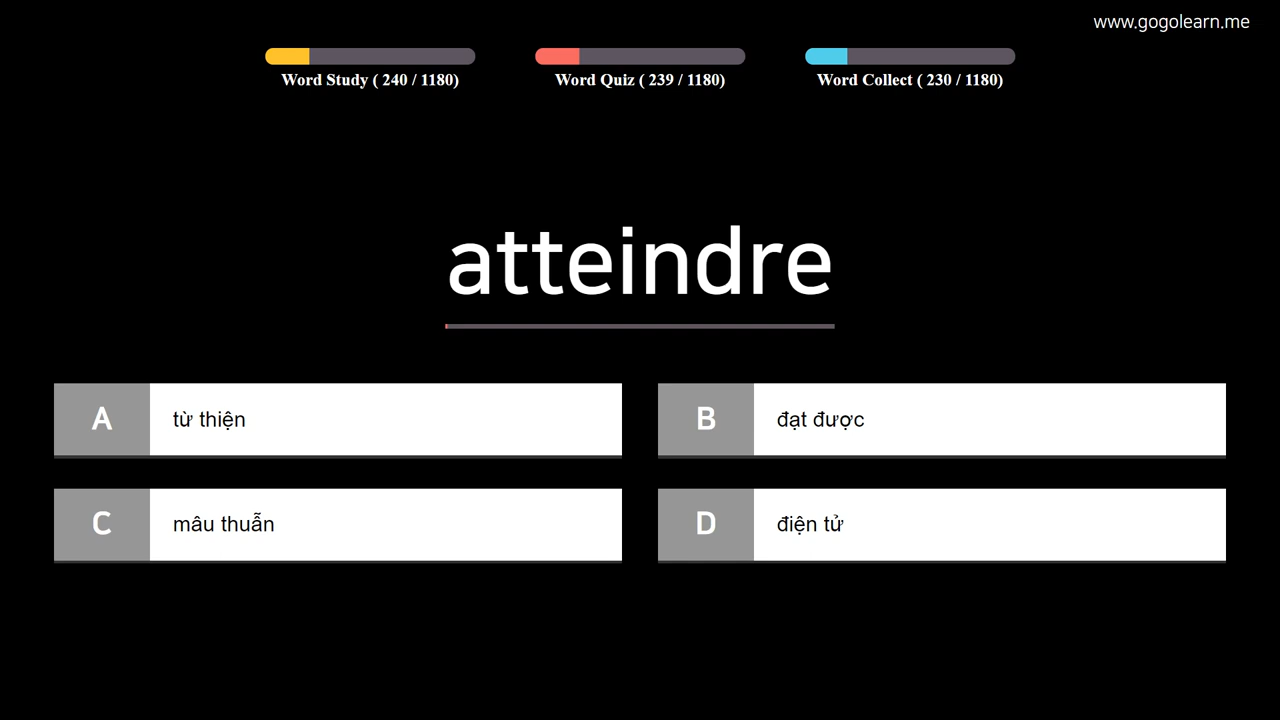 www.gogolearn.me
Word Study ( 240 / 1180)
Word Quiz ( 239 / 1180)
Word Collect ( 230 / 1180)
atteindre
A
từ thiện
B
đạt được
C
mâu thuẫn
D
điện tử